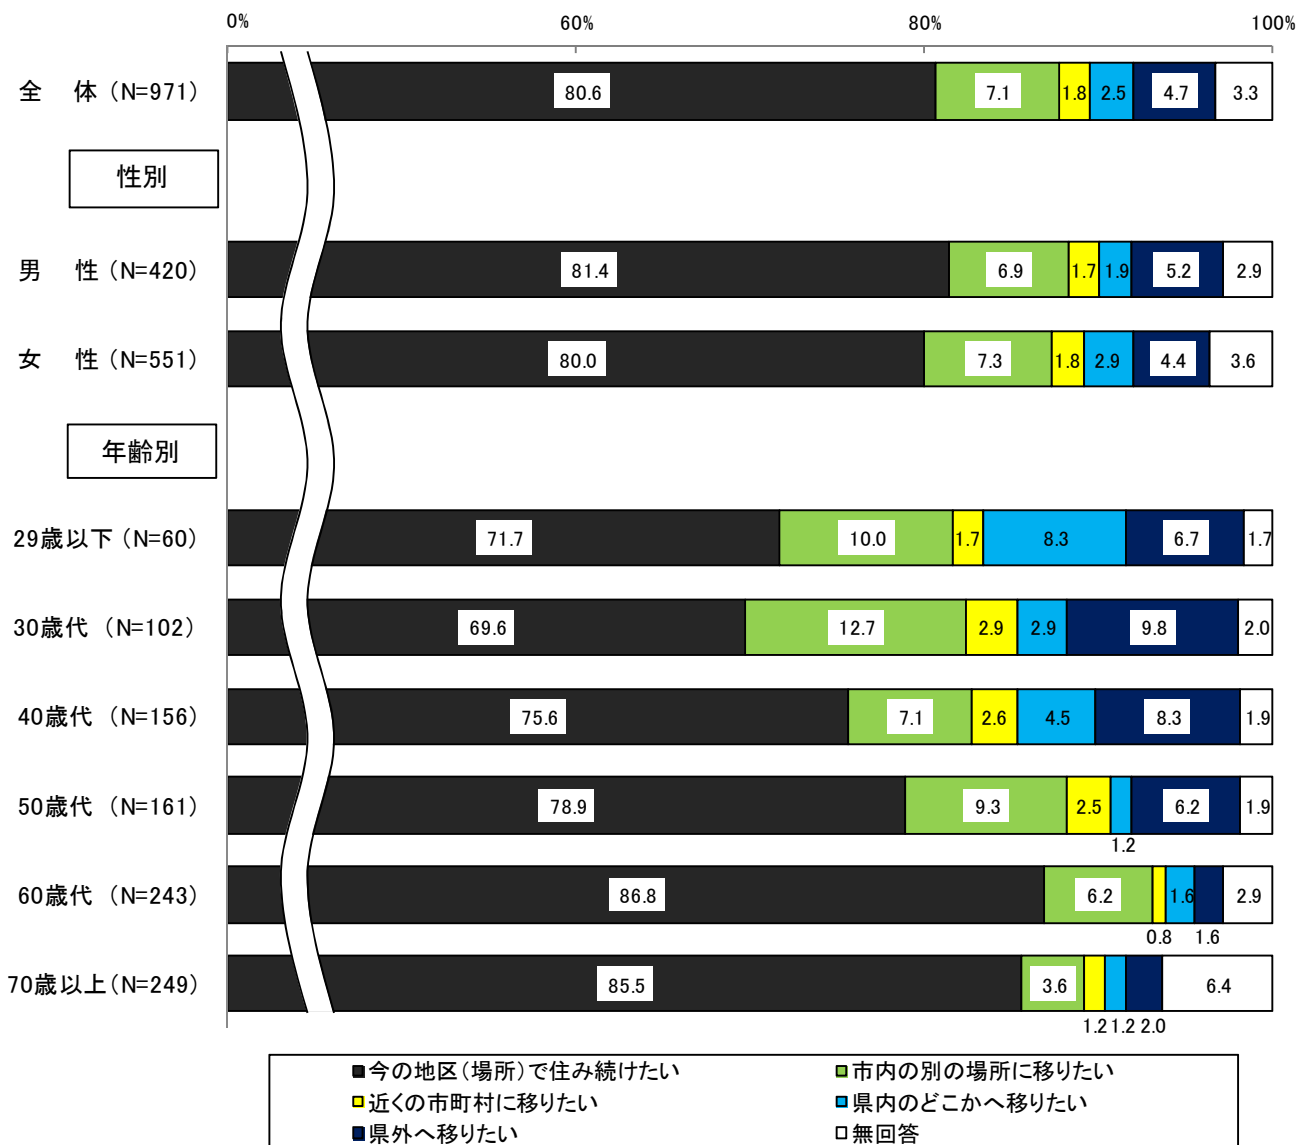 0% 60% 80% 100%
全 体 (N=971) 80.6 7.1 1.8 2.5 4.7 3.3
性別
男 性 (N=420) 81.4 6.9 1.7 1.9 5.2 2.9
女 性 (N=551) 80.0 7.3 1.8 2.9 4.4 3.6
年齢別
29歳以下 (N=60) 71.7 10.0 1.7 8.3 6.7 1.7
30歳代 (N=102) 69.6 12.7 2.9 2.9 9.8 2.0
40歳代 (N=156) 75.6 7.1 2.6 4.5 8.3 1.9
50歳代 (N=161) 78.9 9.3 2.5 6.2 1.9
1.2
60歳代 (N=243) 86.8 6.2 1.6 2.9
0.8 1.6
70歳以上(N=249) 85.5 3.6 6.4
1.2 1.2 2.0
今の地区(場所)で住み続けたい 市内の別の場所に移りたい
近くの市町村に移りたい 県内のどこかへ移りたい
県外へ移りたい 無回答